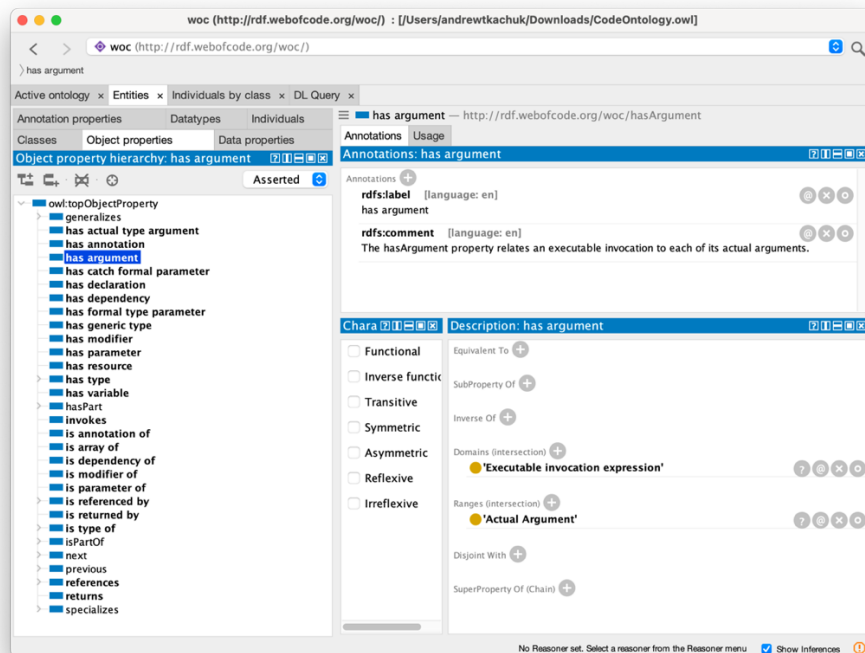 woc (http://rdf.webofcode.org/woc/) : [/Users/andrewtkachuk/Downloads/CodeOntology.owl]
woc (http://rdf.webofcode.org/woc/)
has argument
Active ontology × Entities × Individuals by class × DL Query ×
Annotation properties Datatypes Individuals
Classes Object properties Data properties
Object property hierarchy: has argument
Asserted
owl:topObjectProperty
generalizes
has actual type argument
has annotation
has argument
has catch formal parameter
has declaration
has dependency
has formal type parameter
has generic type
has modifier
has parameter
has resource
has type
has variable
hasPart
invokes
is annotation of
is array of
is dependency of
is modifier of
is parameter of
is referenced by
is returned by
is type of
isPartOf
next
previous
references
returns
specializes
has argument — http://rdf.webofcode.org/woc/hasArgument
Annotations Usage
Annotations: has argument
Annotations
rdfs:label [language: en]
has argument
rdfs:comment [language: en]
The hasArgument property relates an executable invocation to each of its actual arguments.
Chara
Functional
Inverse functic
Transitive
Symmetric
Asymmetric
Reflexive
Irreflexive
Description: has argument
Equivalent To
SubProperty Of
Inverse Of
Domains (intersection)
'Executable invocation expression'
Ranges (intersection)
'Actual Argument'
Disjoint With
SuperProperty Of (Chain)
No Reasoner set. Select a reasoner from the Reasoner menu Show Inferences